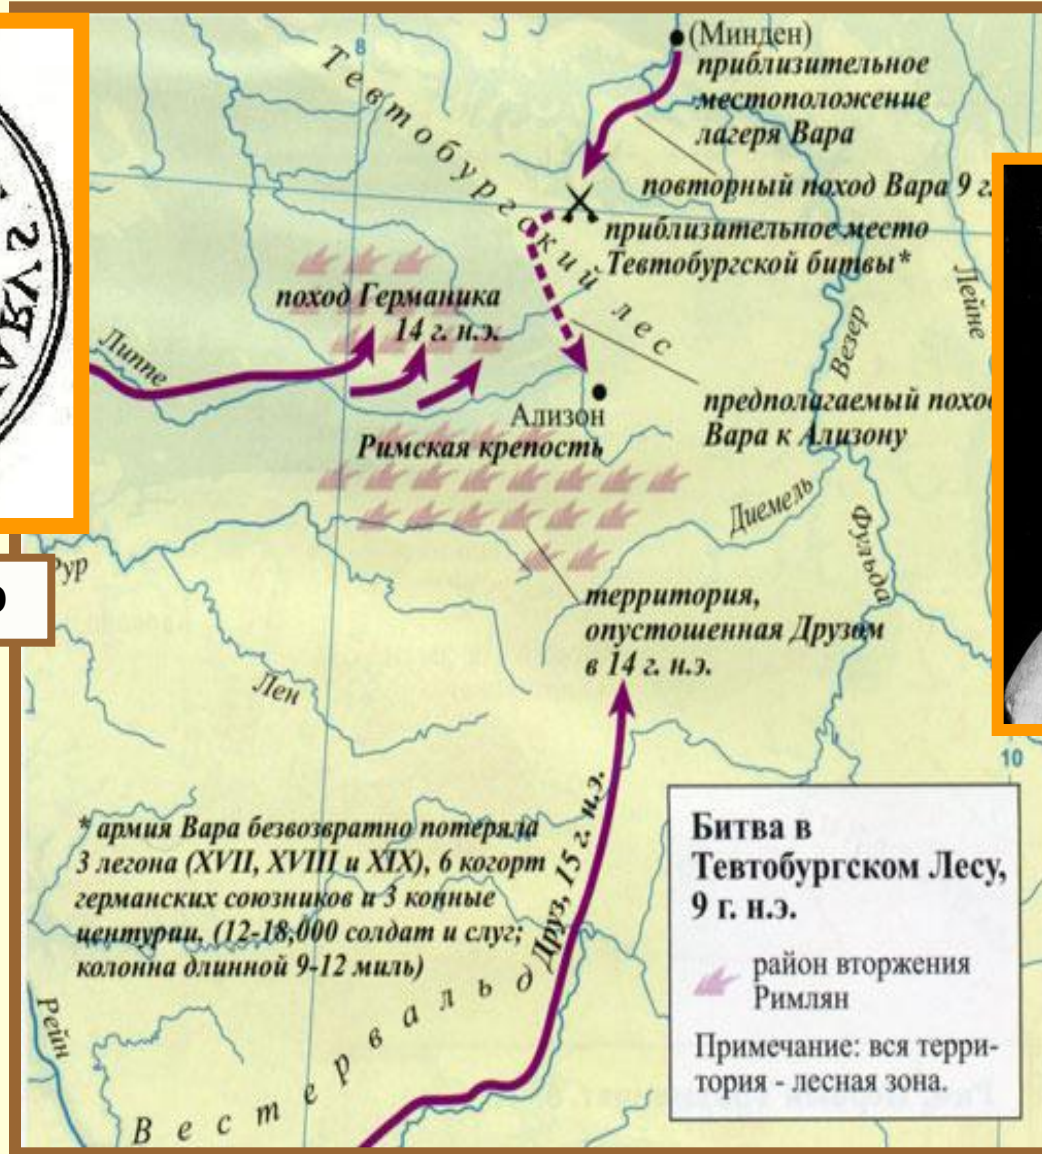 8
(Минден)
приблизительное
местоположение
лагеря Вара
Тевтобургский лес
повторный поход Вара 9 г.
приблизительное место
Тевтобургской битвы*
поход Германика
14 г. н.э.
Липпе
Лейне
Везер
Ализон
Римская крепость
предполагаемый поход
Вара к Ализону
Диемель
Фульда
Рур
территория,
опустошенная Друзом
в 14 г. н.э.
Лен
10
* армия Вара безвозвратно потеряла
3 легона (XVII, XVIII и XIX), 6 когорт
германских союзников и 3 конные
центурии, (12-18,000 солдат и слуг;
колонна длинной 9-12 миль)
Друз, 15 г. н.э.
Вестервальд
Рейн
Битва в
Тевтобургском Лесу,
9 г. н.э.
район вторжения
Римлян
Примечание: вся терри-
тория - лесная зона.